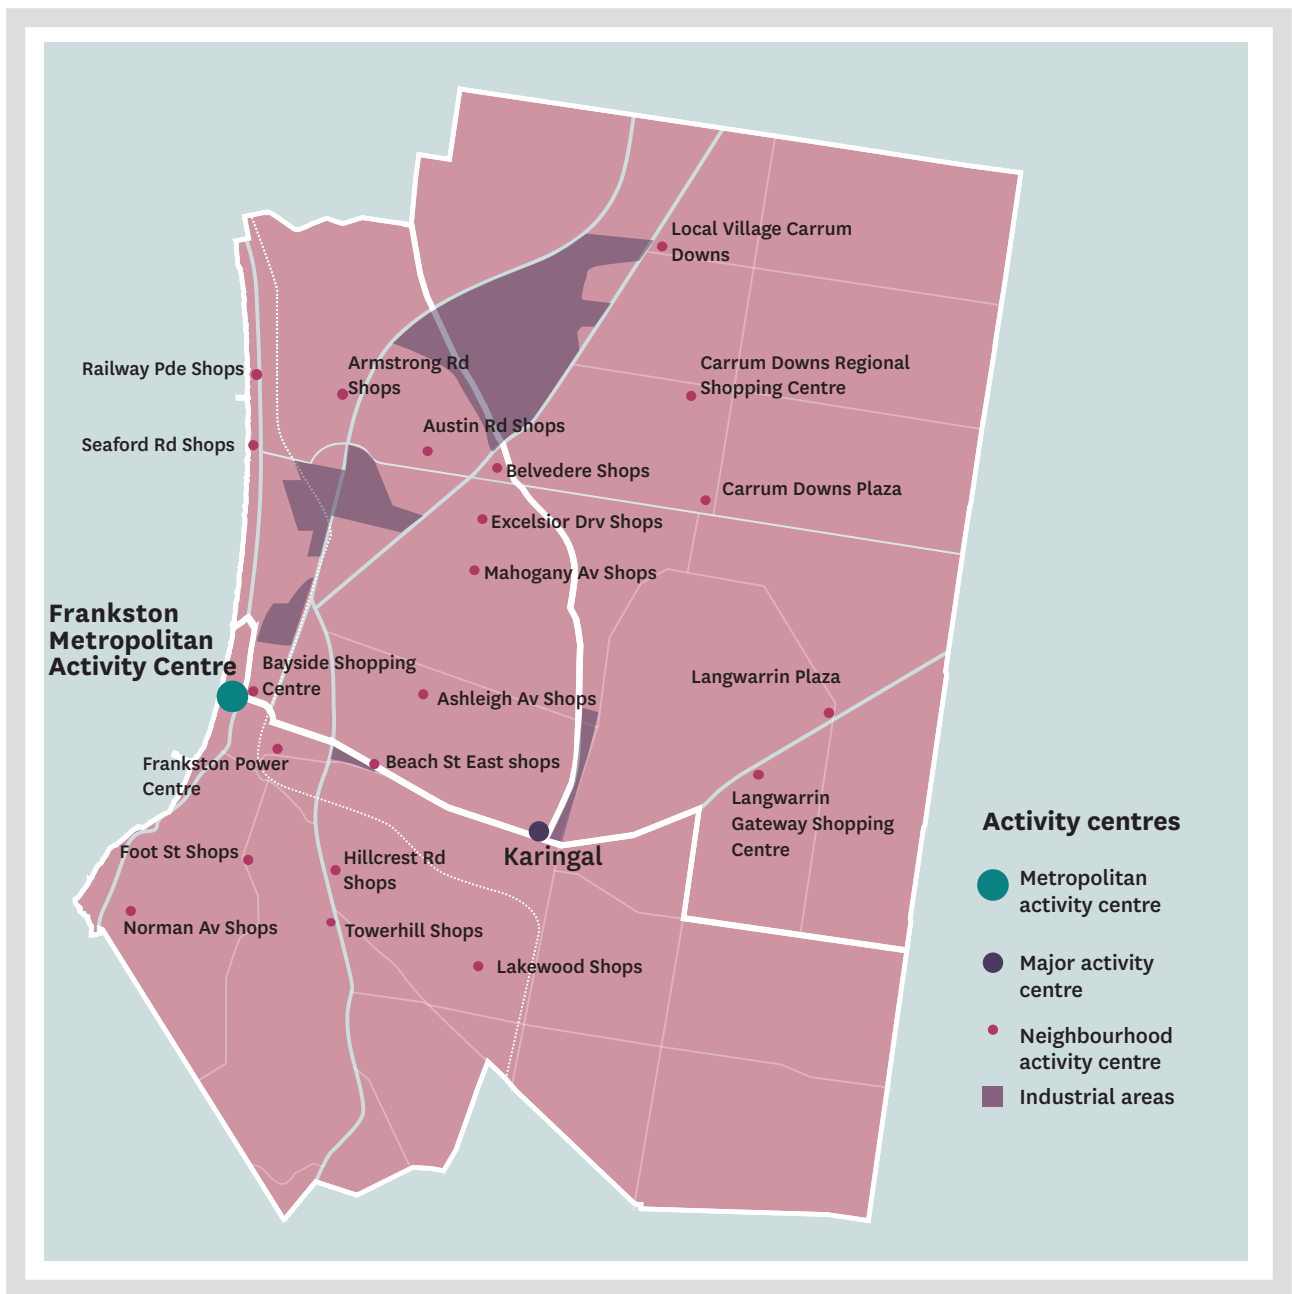 Local Village Carrum
Downs
Railway Pde Shops
Armstrong Rd
Shops
Carrum Downs Regional
Shopping Centre
Austin Rd Shops
Seaford Rd Shops
Belvedere Shops
Carrum Downs Plaza
Excelsior Drv Shops
Mahogany Av Shops
Frankston
Metropolitan
Activity Centre
Bayside Shopping
Centre
Langwarrin Plaza
Ashleigh Av Shops
Frankston Power
Centre
Beach St East shops
Langwarrin
Gateway Shopping
Centre
Karingal
Foot St Shops
Hillcrest Rd
Shops
Norman Av Shops
Towerhill Shops
Lakewood Shops
Activity centres
Metropolitan
activity centre
Major activity
centre
Neighbourhood
activity centre
Industrial areas